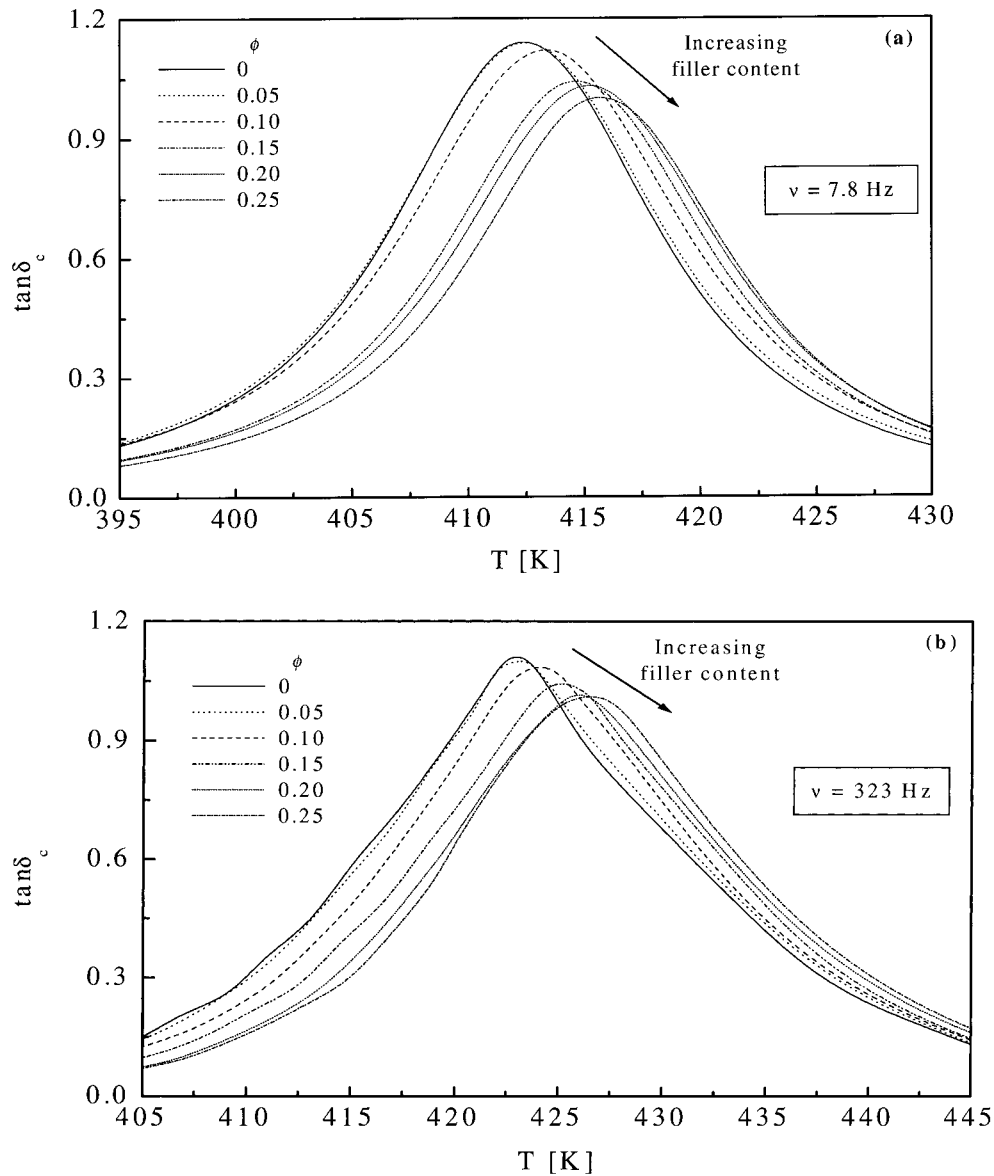 (a)
Increasing
filler content
ϕ
0
0.05
0.10
0.15
0.20
0.25
ν = 7.8 Hz
1.2
0.9
0.6
0.3
0.0
tanδc
395 400 405 410 415 420 425 430
T [K]
(b)
Increasing
filler content
ϕ
0
0.05
0.10
0.15
0.20
0.25
ν = 323 Hz
1.2
0.9
0.6
0.3
0.0
tanδc
405 410 415 420 425 430 435 440 445
T [K]